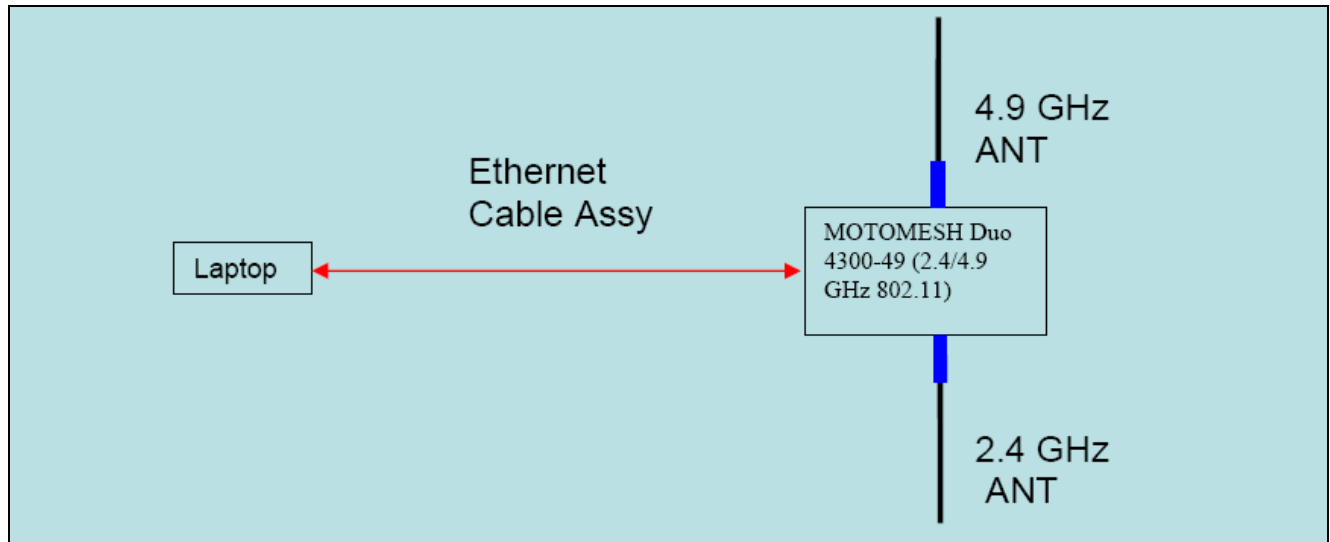 4.9 GHz
ANT
Ethernet
Cable Assy
MOTOMESH Duo
4300-49 (2.4/4.9
GHz 802.11)
Laptop
2.4 GHz
ANT